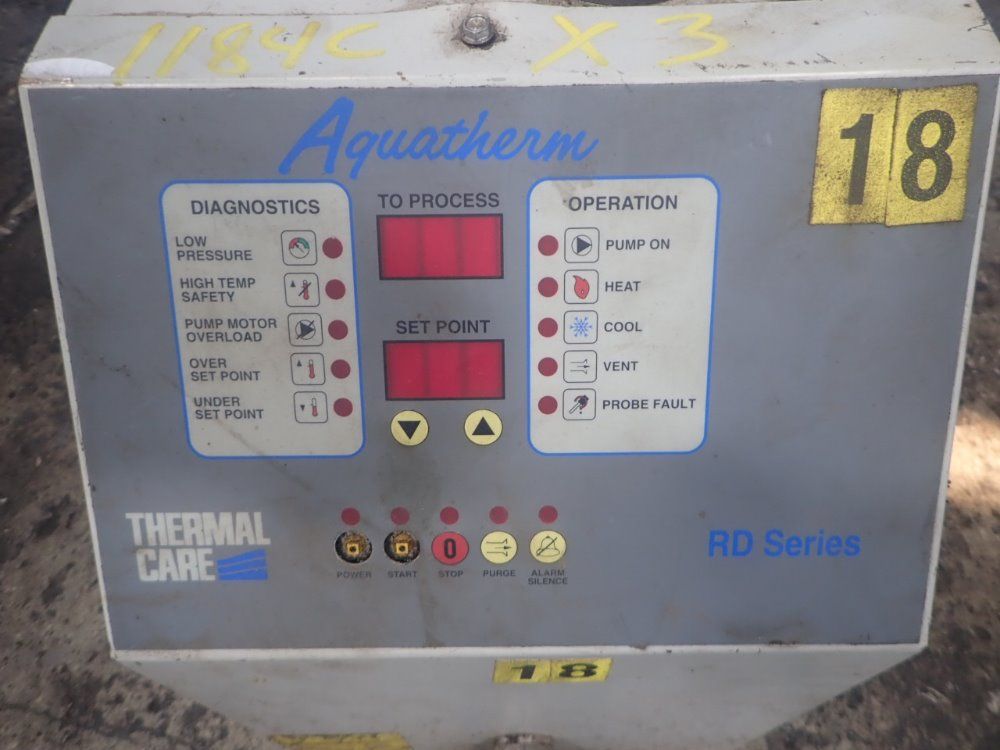 1184C X 3
Aquatherm
18
DIAGNOSTICS
LOW
PRESSURE
HIGH TEMP
SAFETY
PUMP MOTOR
OVERLOAD
OVER
SET POINT
UNDER
SET POINT
TO PROCESS
SET POINT
OPERATION
PUMP ON
HEAT
COOL
VENT
PROBE FAULT
THERMAL
CARE
0
POWER
START
STOP
PURGE
ALARM
SILENCE
RD Series
18